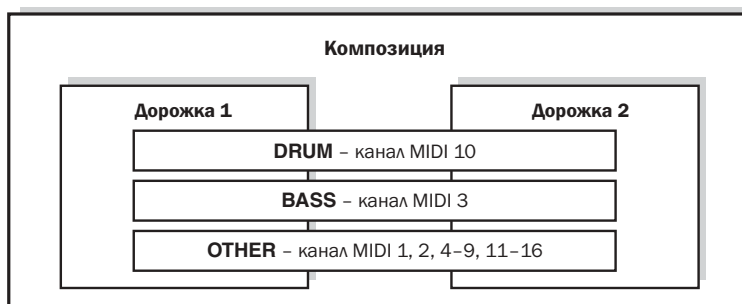 Композиция
Дорожка 1
Дорожка 2
DRUM – канал MIDI 10
BASS – канал MIDI 3
OTHER – канал MIDI 1, 2, 4–9, 11–16